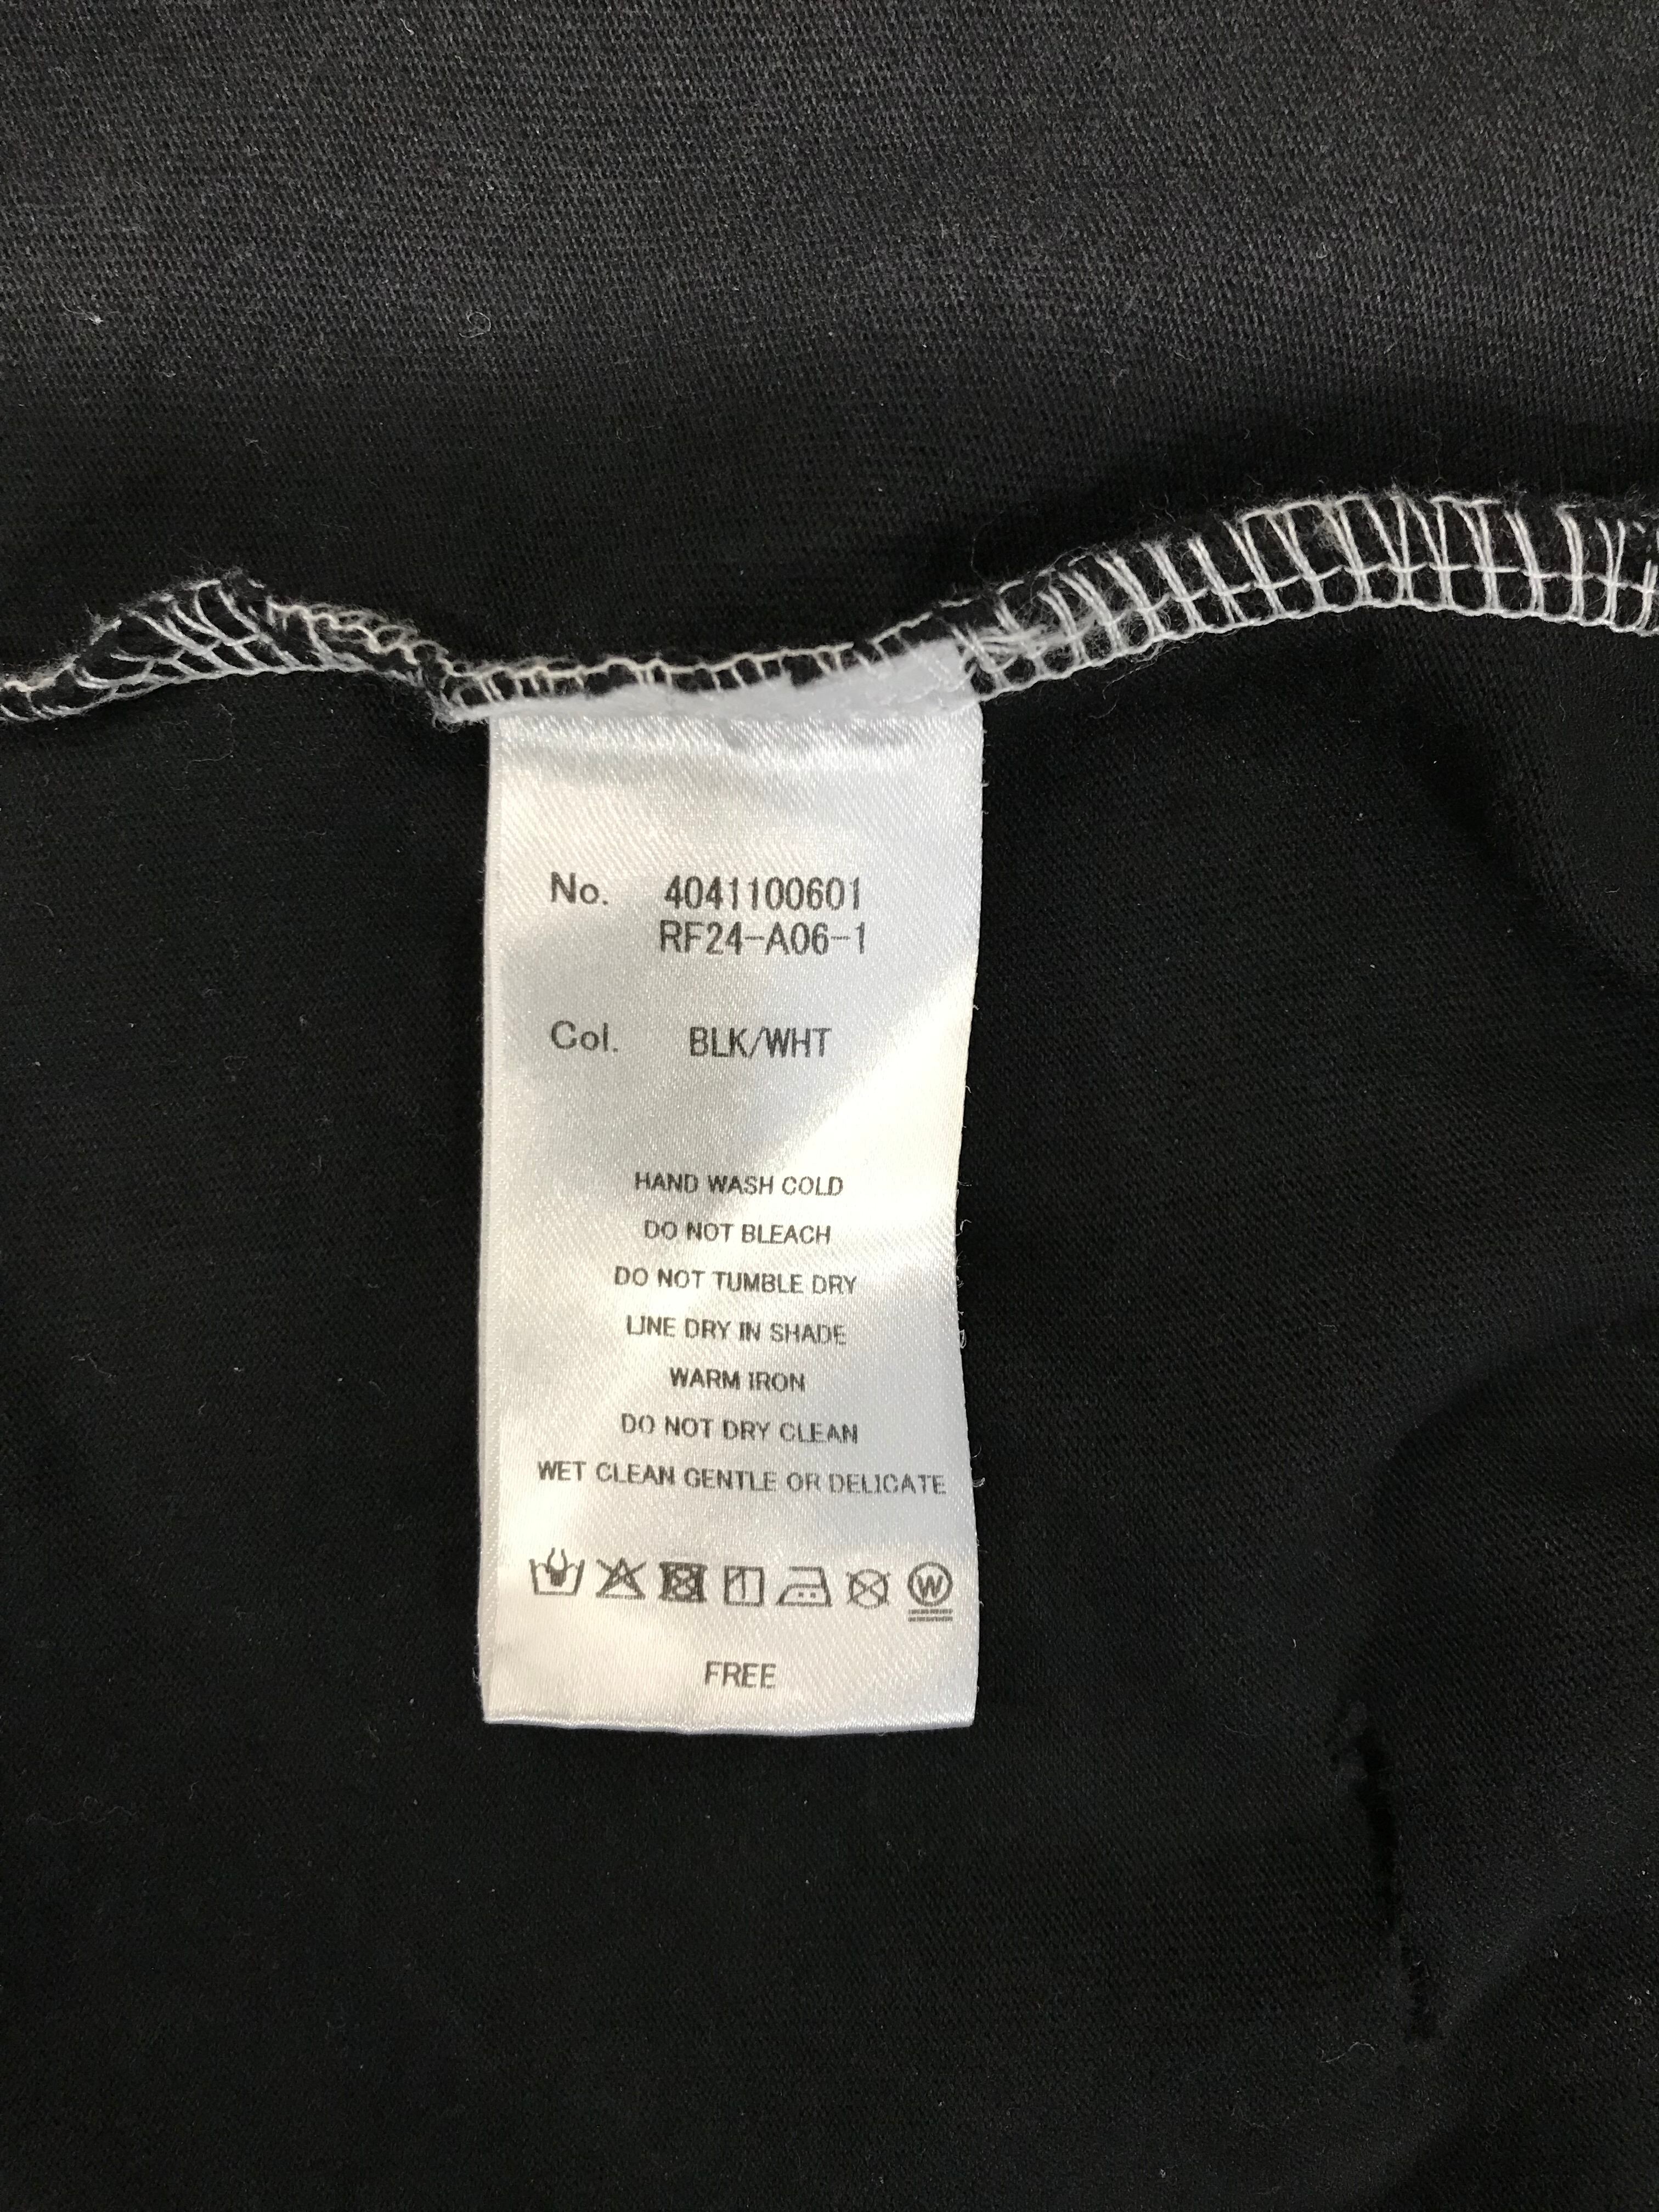 No. 4041100601
RF24-A06-1
Col. BLK/WHT
HAND WASH COLD
DO NOT BLEACH
DO NOT TUMBLE DRY
LINE DRY IN SHADE
WARM IRON
DO NOT DRY CLEAN
WET CLEAN GENTLE OR DELICATE
W
FREE